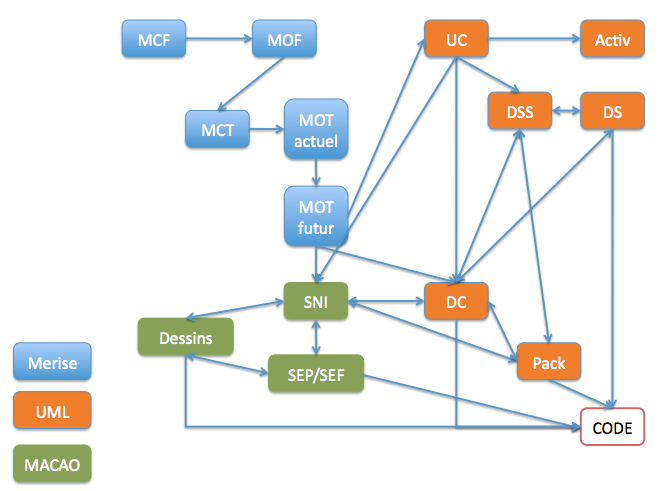 MCF
MOF
UC
Activ
MCT
MOT
actuel
DSS
DS
MOT
futur
SNI
DC
Dessins
SEP/SEF
Pack
Merise
UML
CODE
MACAO